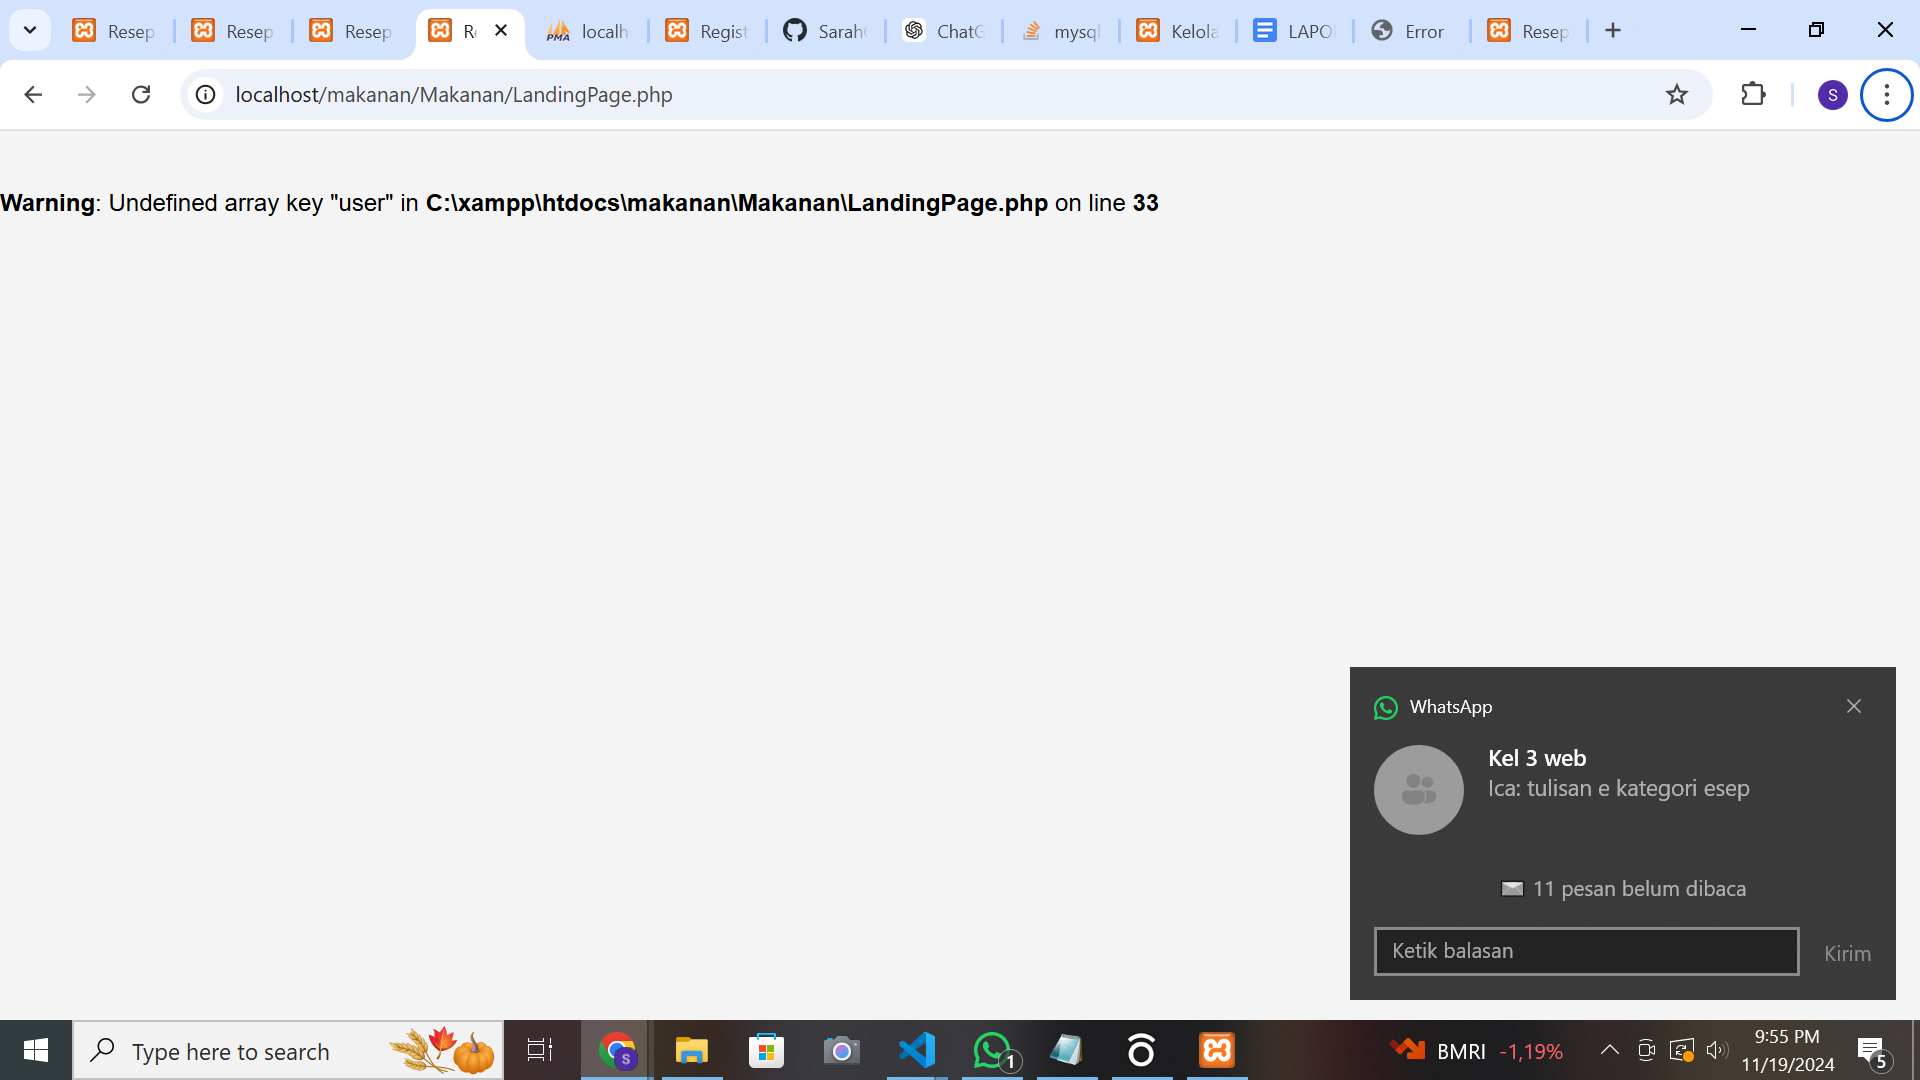 Resep
Resep
Resep
Re
localh
Regist
Sarah
ChatG
mysql
Kelola
LAPO
Error
Resep
localhost/makanan/Makanan/LandingPage.php
S
Warning: Undefined array key "user" in C:\xampp\htdocs\makanan\Makanan\LandingPage.php on line 33
WhatsApp
Kel 3 web
Ica: tulisan e kategori esep
11 pesan belum dibaca
Ketik balasan
Kirim
Type here to search
S
1
BMRI -1,19%
9:55 PM
11/19/2024
5